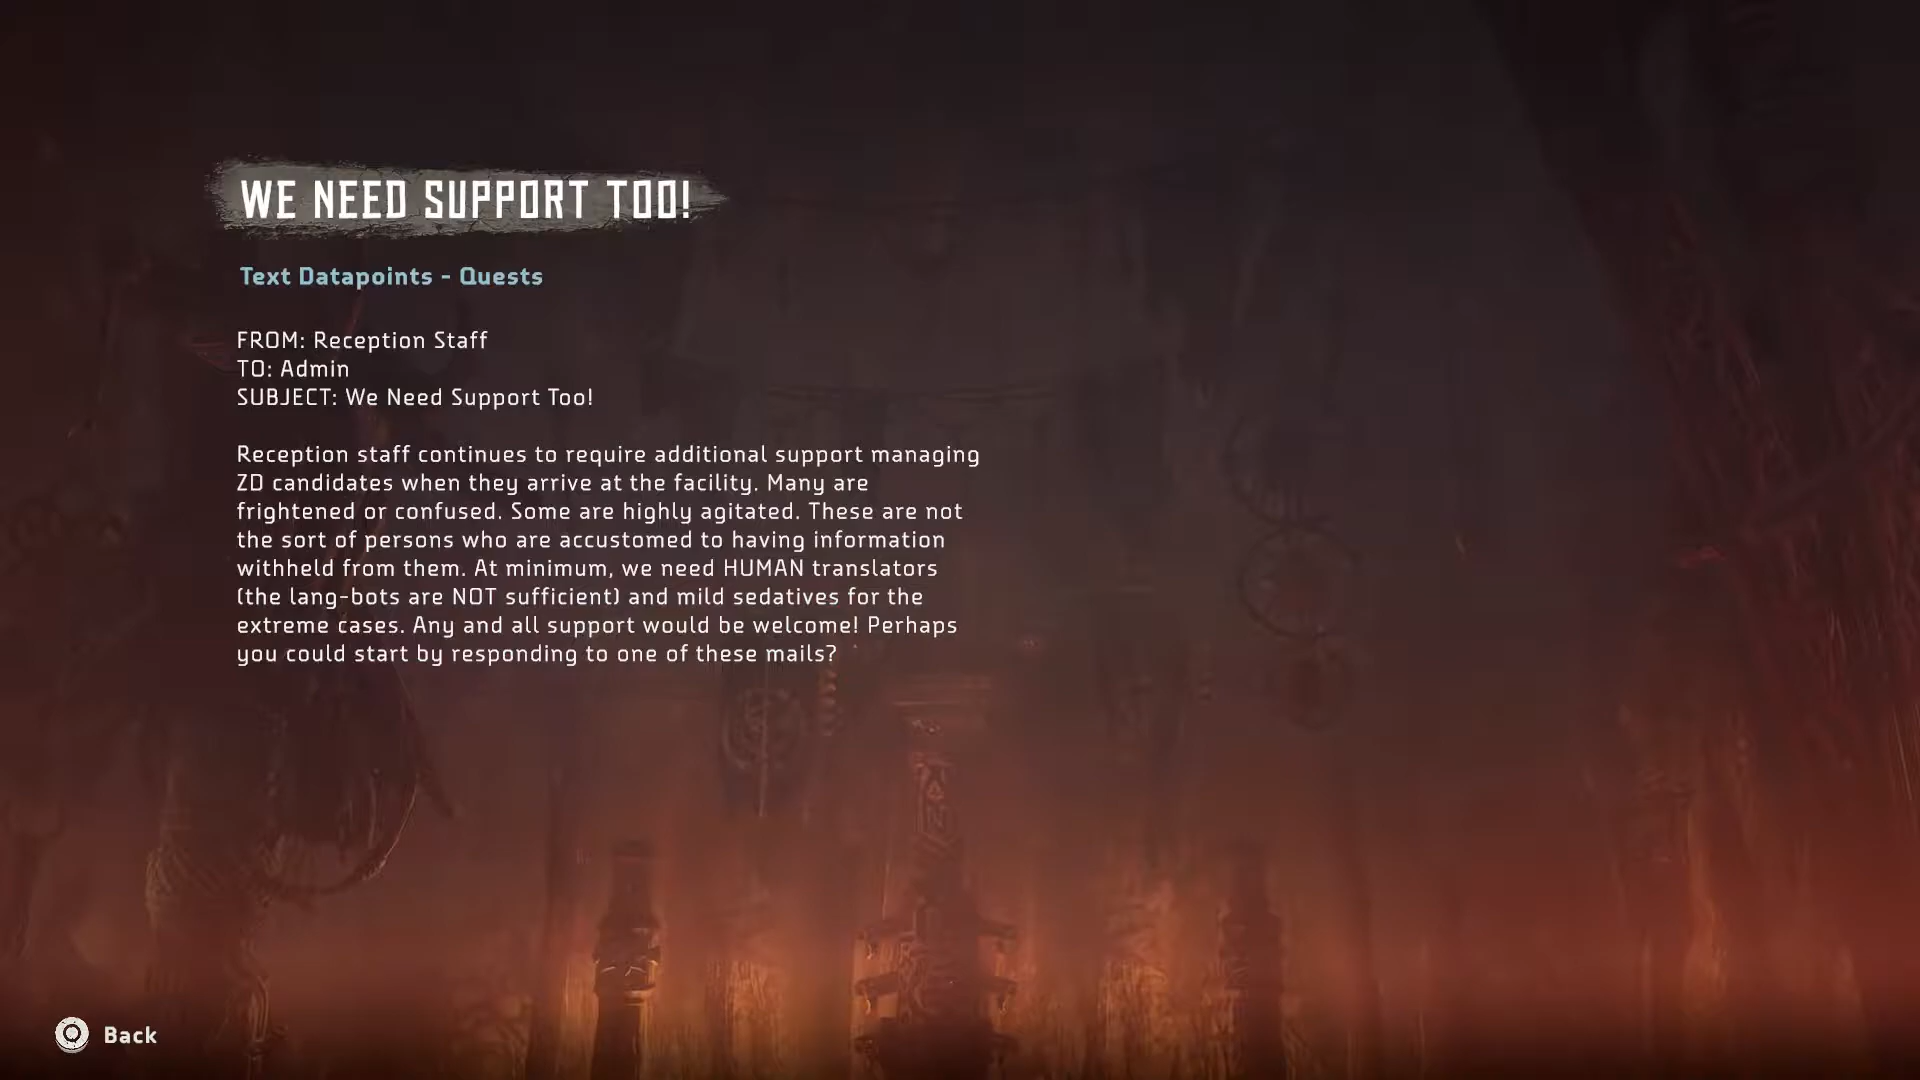 WE NEED SUPPORT TOO!
Text Datapoints - Quests
FROM: Reception Staff
TO: Admin
SUBJECT: We Need Support Too!
Reception staff continues to require additional support managing
ZD candidates when they arrive at the facility. Many are
frightened or confused. Some are highly agitated. These are not
the sort of persons who are accustomed to having information
withheld from them. At minimum, we need HUMAN translators
(the lang-bots are NOT sufficient) and mild sedatives for the
extreme cases. Any and all support would be welcome! Perhaps
you could start by responding to one of these mails?
Back